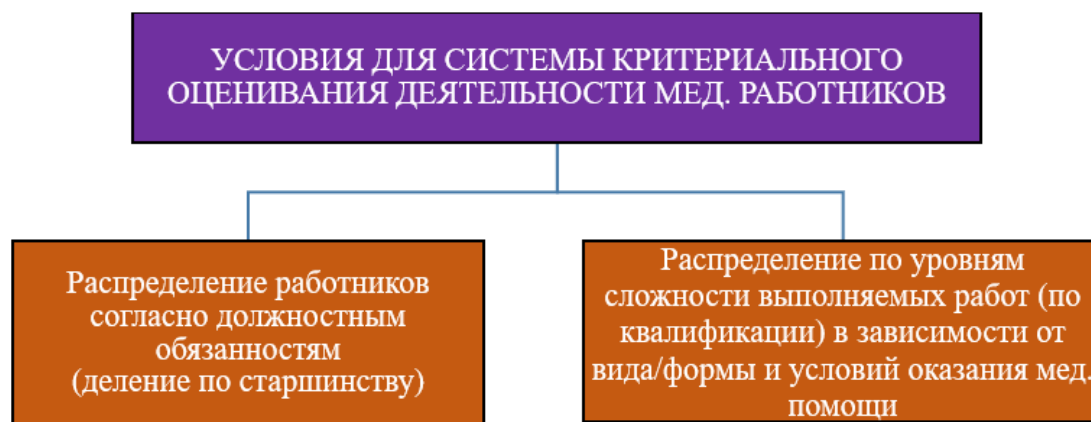 УСЛОВИЯ ДЛЯ СИСТЕМЫ КРИТЕРИАЛЬНОГО
ОЦЕНИВАНИЯ ДЕЯТЕЛЬНОСТИ МЕД. РАБОТНИКОВ
Распределение работников
согласно должностным
обязанностям
(деление по старшинству)
Распределение по уровням
сложности выполняемых работ (по
квалификации) в зависимости от
вида/формы и условий оказания мед.
помощи